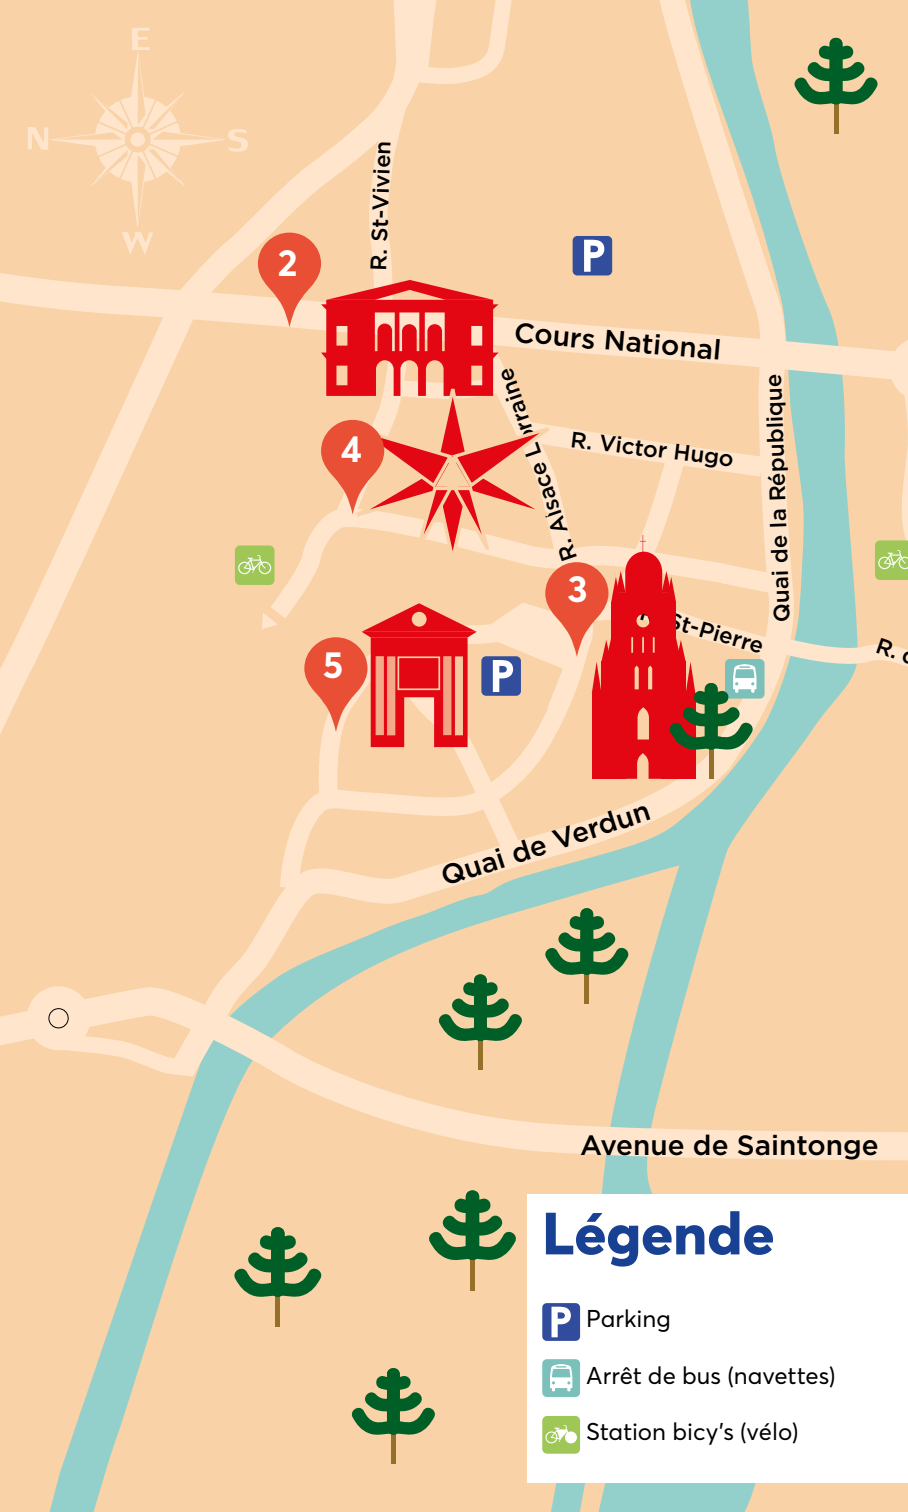 E
N
S
W
R. St-Vivien
2
P
Cours National
R. Alsace Lorraine
R. Victor Hugo
Quai de la République
4
3
St-Pierre
R.
5
P
Quai de Verdun
Avenue de Saintonge
Légende
P Parking
Arrêt de bus (navettes)
Station bicy's (vélo)